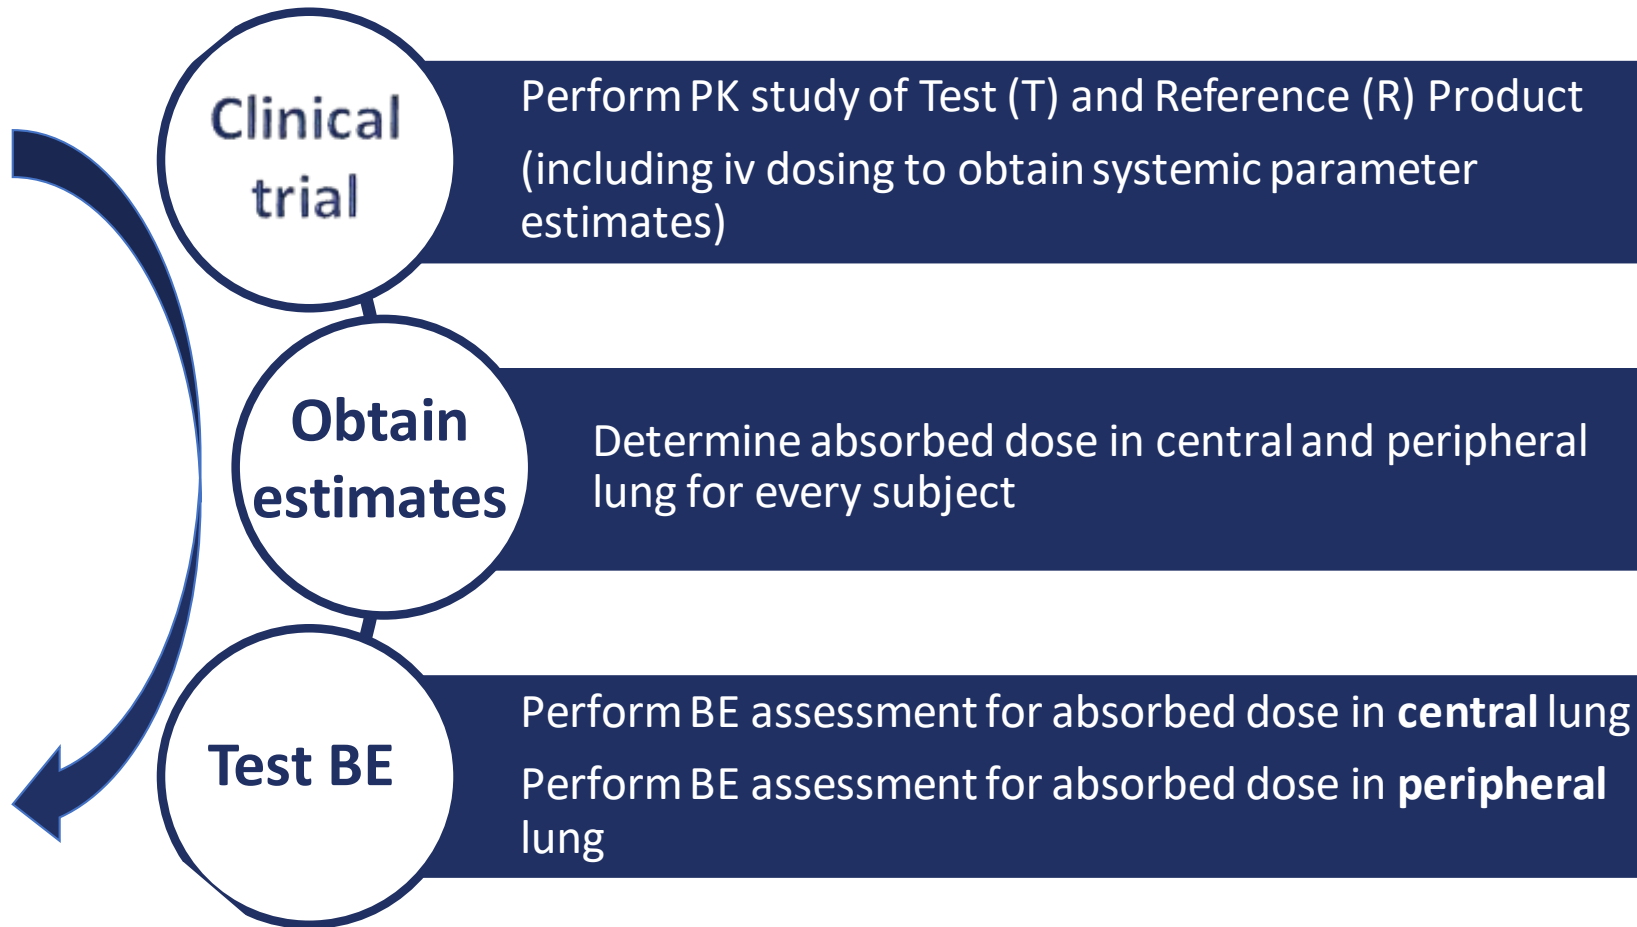 Clinical
trial
Perform PK study of Test (T) and Reference (R) Product
(including iv dosing to obtain systemic parameter
estimates)
Obtain
estimates
Determine absorbed dose in central and peripheral
lung for every subject
Test BE
Perform BE assessment for absorbed dose in central lung
Perform BE assessment for absorbed dose in peripheral
lung